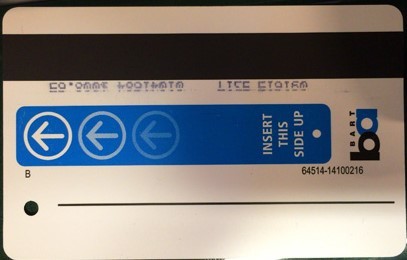 INSERT
THIS
SIDE UP
BART
B
64514-14100216